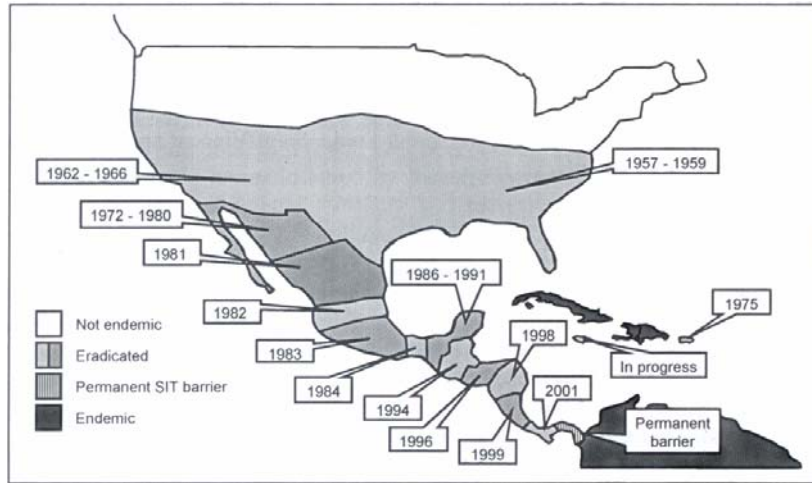 1962 - 1966
1957 - 1959
1972 - 1980
1981
1986 - 1991
1975
1982
1998
1983
In progress
1984
2001
1994
Permanent
barrier
1996
1999
Not endemic
Eradicated
Permanent SIT barrier
Endemic